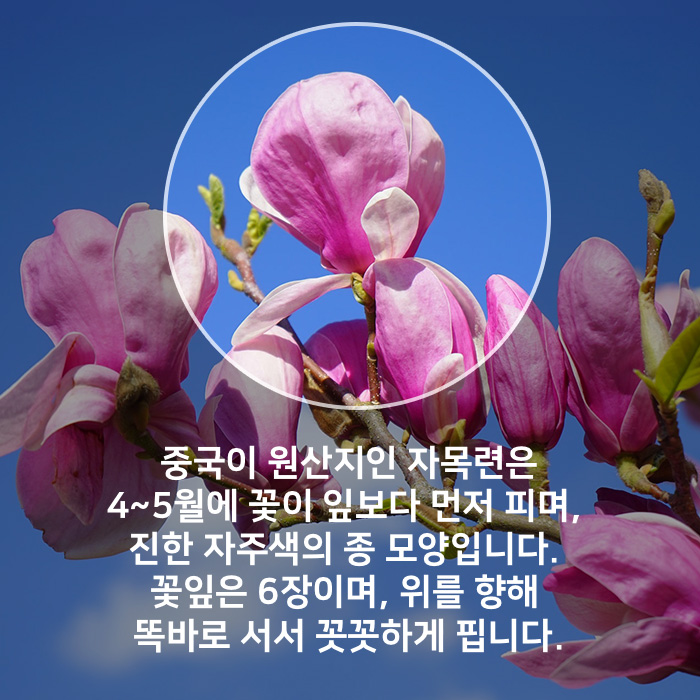 중국이 원산지인 자목련은
4~5월에 꽃이 잎보다 먼저 피며,
진한 자주색의 종 모양입니다.
꽃잎은 6장이며, 위를 향해
똑바로 서서 꼿꼿하게 핍니다.